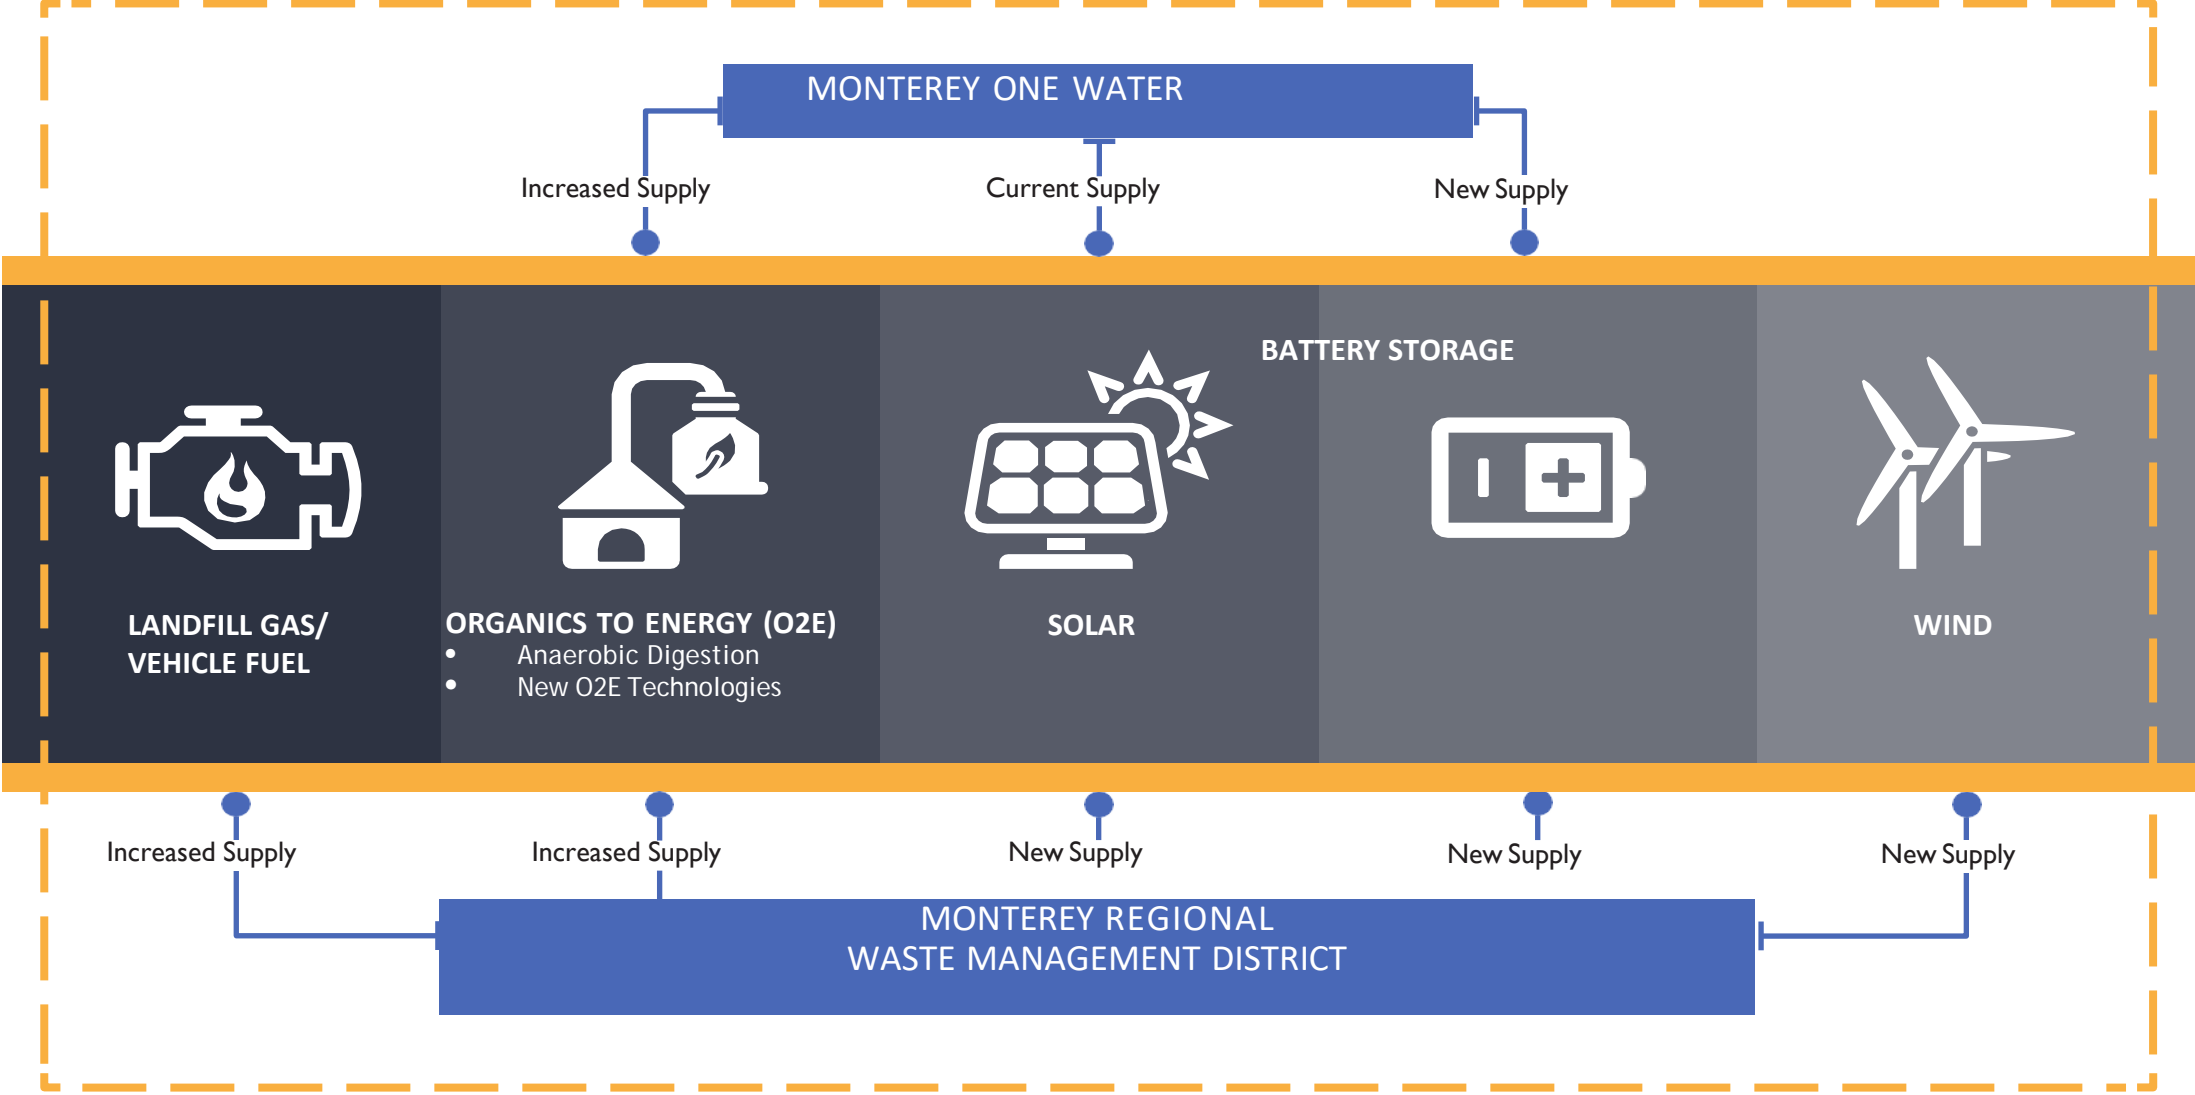 MONTEREY ONE WATER
Increased Supply
Current Supply
New Supply
BATTERY STORAGE
LANDFILL GAS/
VEHICLE FUEL
ORGANICS TO ENERGY (O2E)
• Anaerobic Digestion
• New O2E Technologies
SOLAR
WIND
Increased Supply
Increased Supply
New Supply
New Supply
New Supply
MONTEREY REGIONAL
WASTE MANAGEMENT DISTRICT